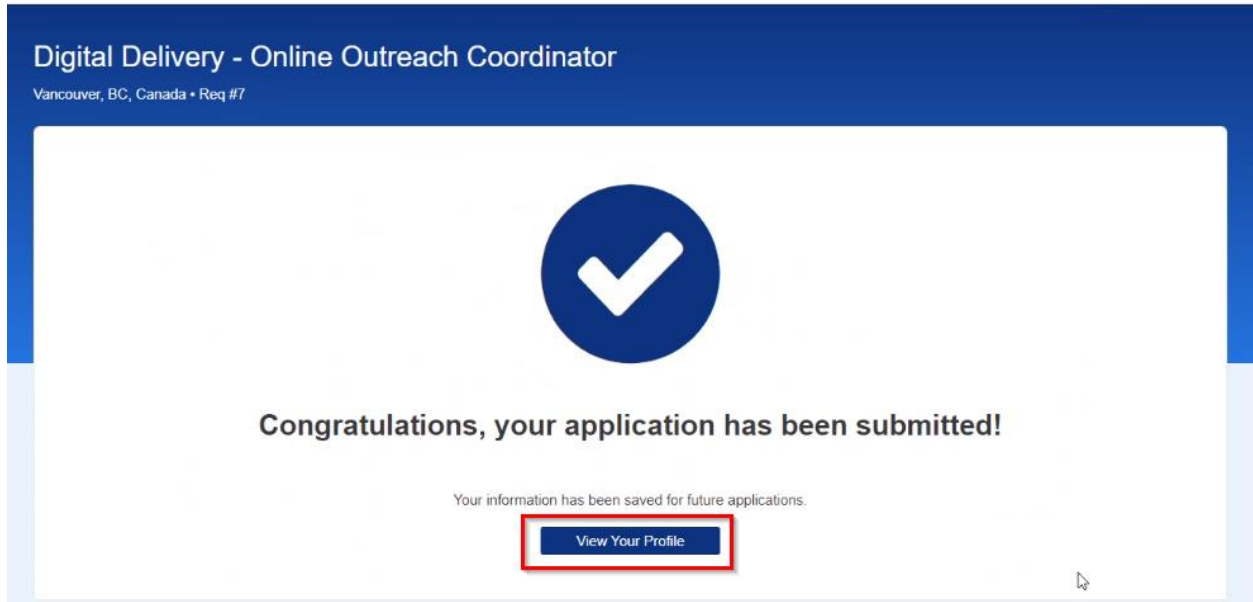 Digital Delivery - Online Outreach Coordinator
Vancouver, BC, Canada • Req #7
Congratulations, your application has been submitted!
Your information has been saved for future applications.
View Your Profile